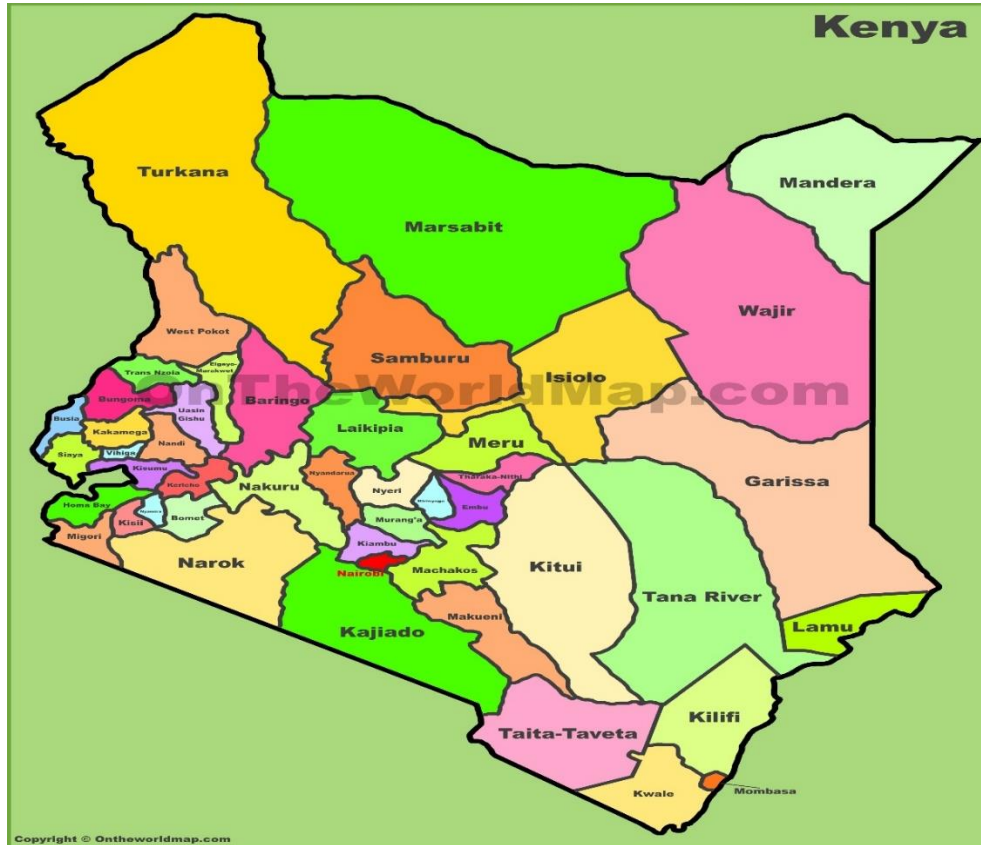 Kenya
Turkana
Mandera
Marsabit
Wajir
West Pokot
Samburu
Isiolo
Elgeyo-
Marakwet
Trans Nzoia
OnTheWorldMap.com
Bungoma
Baringo
Uasin
Gishu
Busia
Kakamega
Laikipia
Nandi
Meru
Siaya
Vihiga
Kisumu
Nyandarua
Tharaka-Nithi
Garissa
Kericho
Nakuru
Nyeri
Homa Bay
Embu
Kisii
Bomet
Murang'a
Migori
Kiambu
Narok
Kitui
Nairobi
Machakos
Tana River
Makueni
Lamu
Kajiado
Kilifi
Taita-Taveta
Kwale
Mombasa
Copyright © Ontheworldmap.com